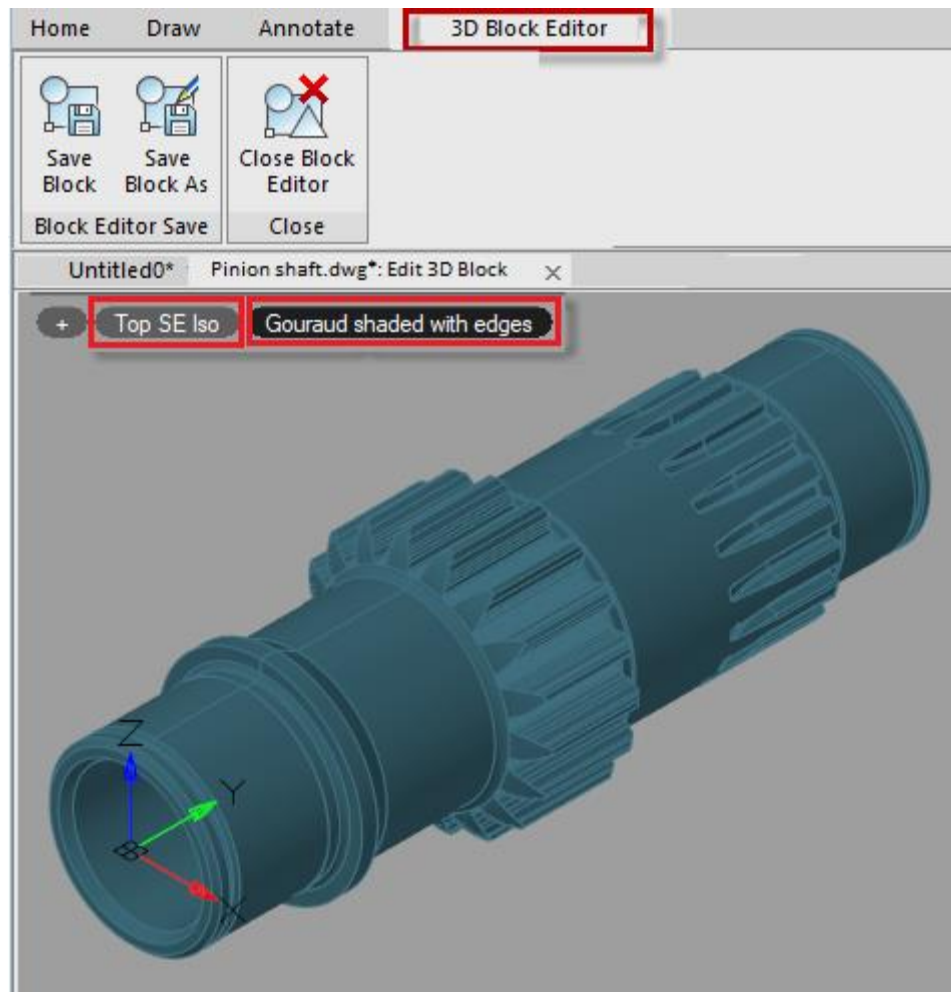 Home Draw Annotate 3D Block Editor
Save Block
Save Block As
Close Block Editor
Block Editor Save
Close
Untitled0* Pinion shaft.dwg*: Edit 3D Block ×
+ Top SE Iso Gouraud shaded with edges
Z
Y
X